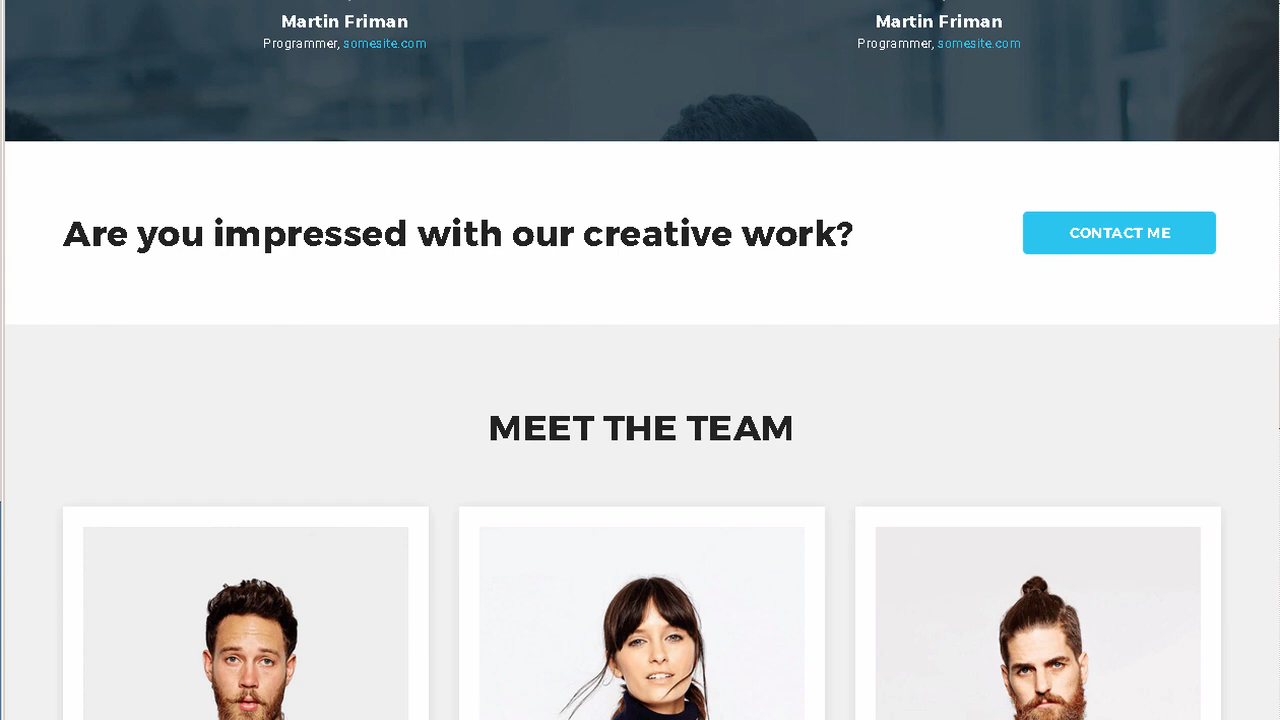 Martin Friman
Programmer, somesite.com
Martin Friman
Programmer, somesite.com
Are you impressed with our creative work?
CONTACT ME
MEET THE TEAM